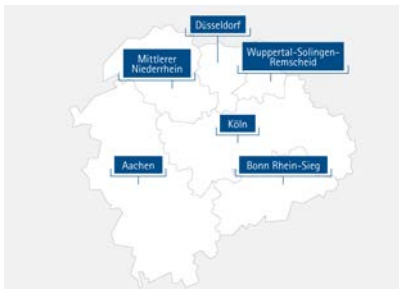 Düsseldorf
Mittlerer
Niederrhein
Wuppertal-Solingen-
Remscheid
Köln
Aachen
Bonn Rhein-Sieg